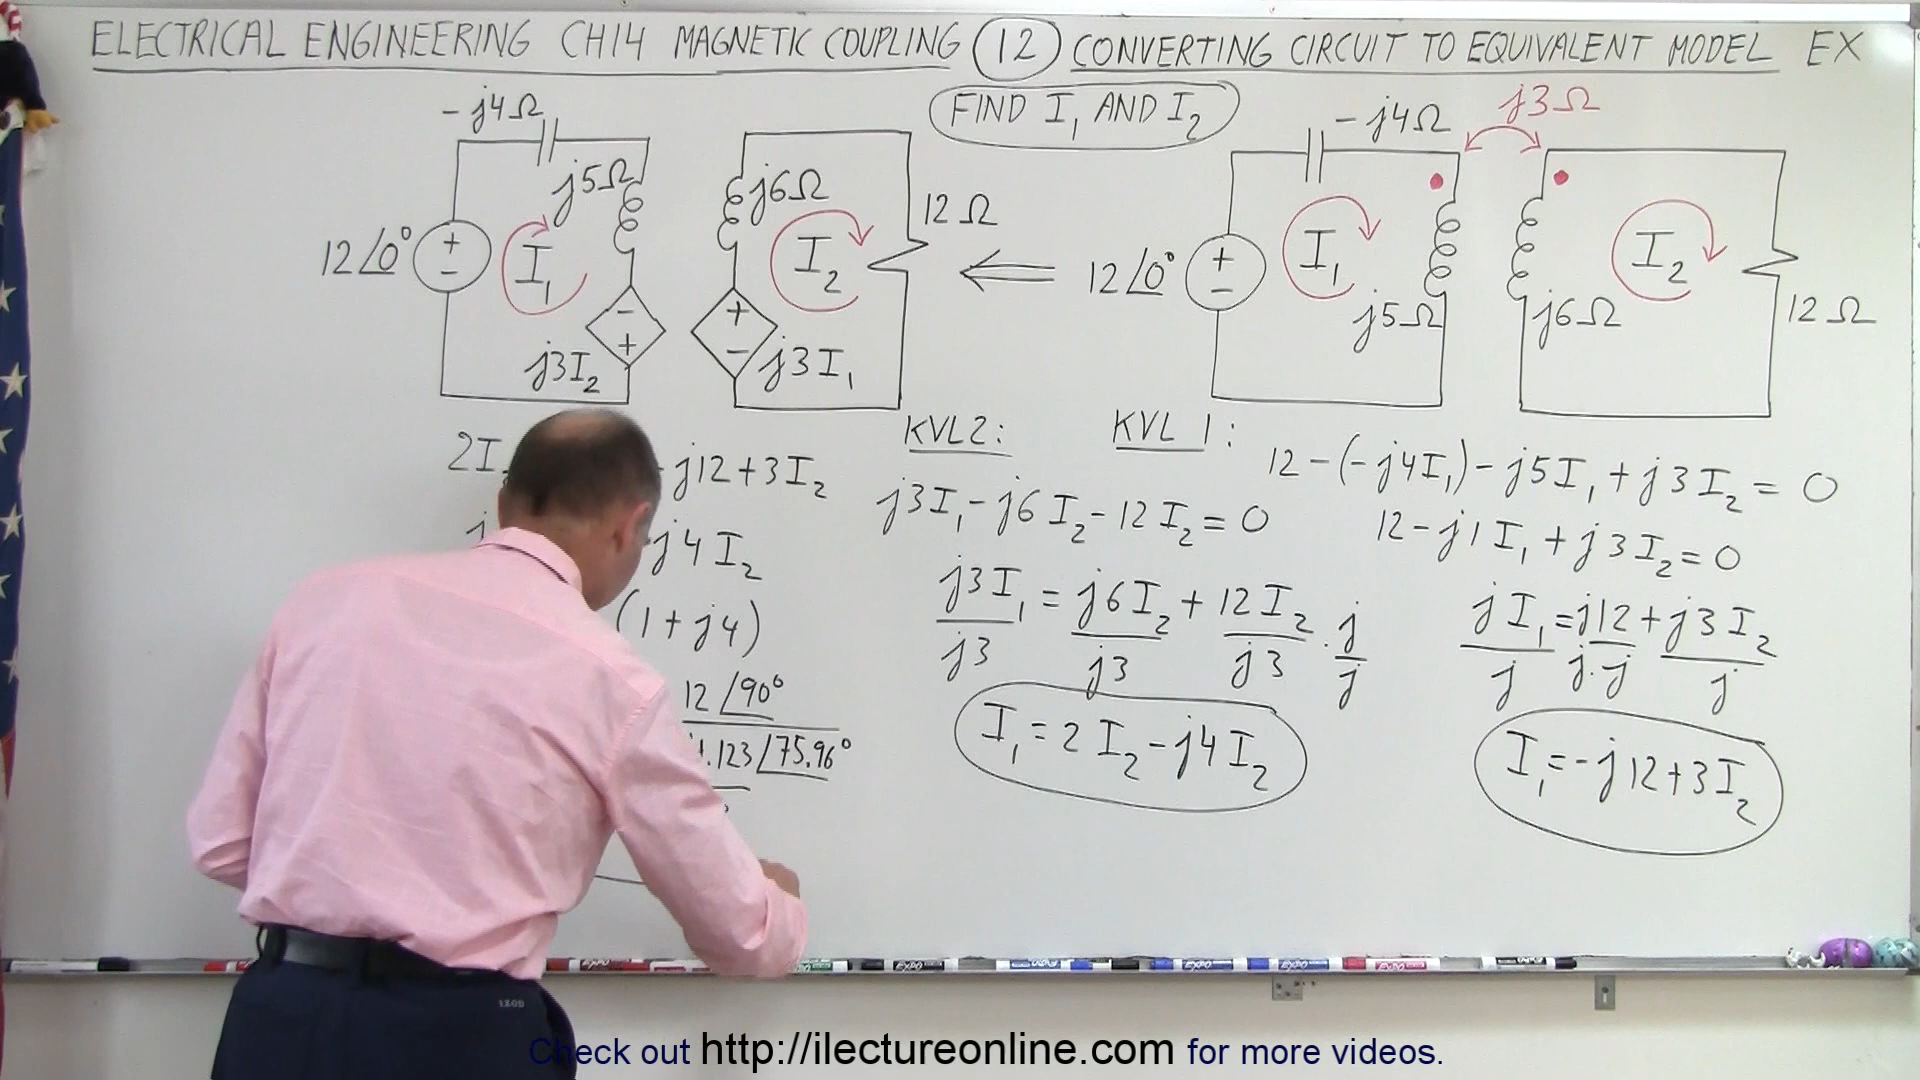 ELECTRICAL ENGINEERING CH14 MAGNETIC COUPLING 12 CONVERTING CIRCUIT TO EQUIVALENT MODEL EX
FIND I₁ AND I₂
-j4Ω
j5Ω
j6Ω
12Ω
12∠0°
+
-
I₁
I₂
-
+
j3I₂
+
-
j3I₁
⇐
-j4Ω
j3Ω
12∠0°
+
-
I₁
j5Ω
j6Ω
I₂
12Ω
2I₂
-j12+3I₂
j4I₂
(1+j4)
12∠90°
.123∠75.96°
KVL2:
j3I₁-j6I₂-12I₂=0
j3I₁/j3 = j6I₂/j3 + 12I₂/j3 · j/j
I₁=2I₂-j4I₂
KVL 1:
12-(-j4I₁)-j5I₁+j3I₂=0
12-j1I₁+j3I₂=0
jI₁/j = j12/j·j + j3I₂/j
I₁=-j12+3I₂
EXPO
IZOD
Check out http://ilectureonline.com for more videos.